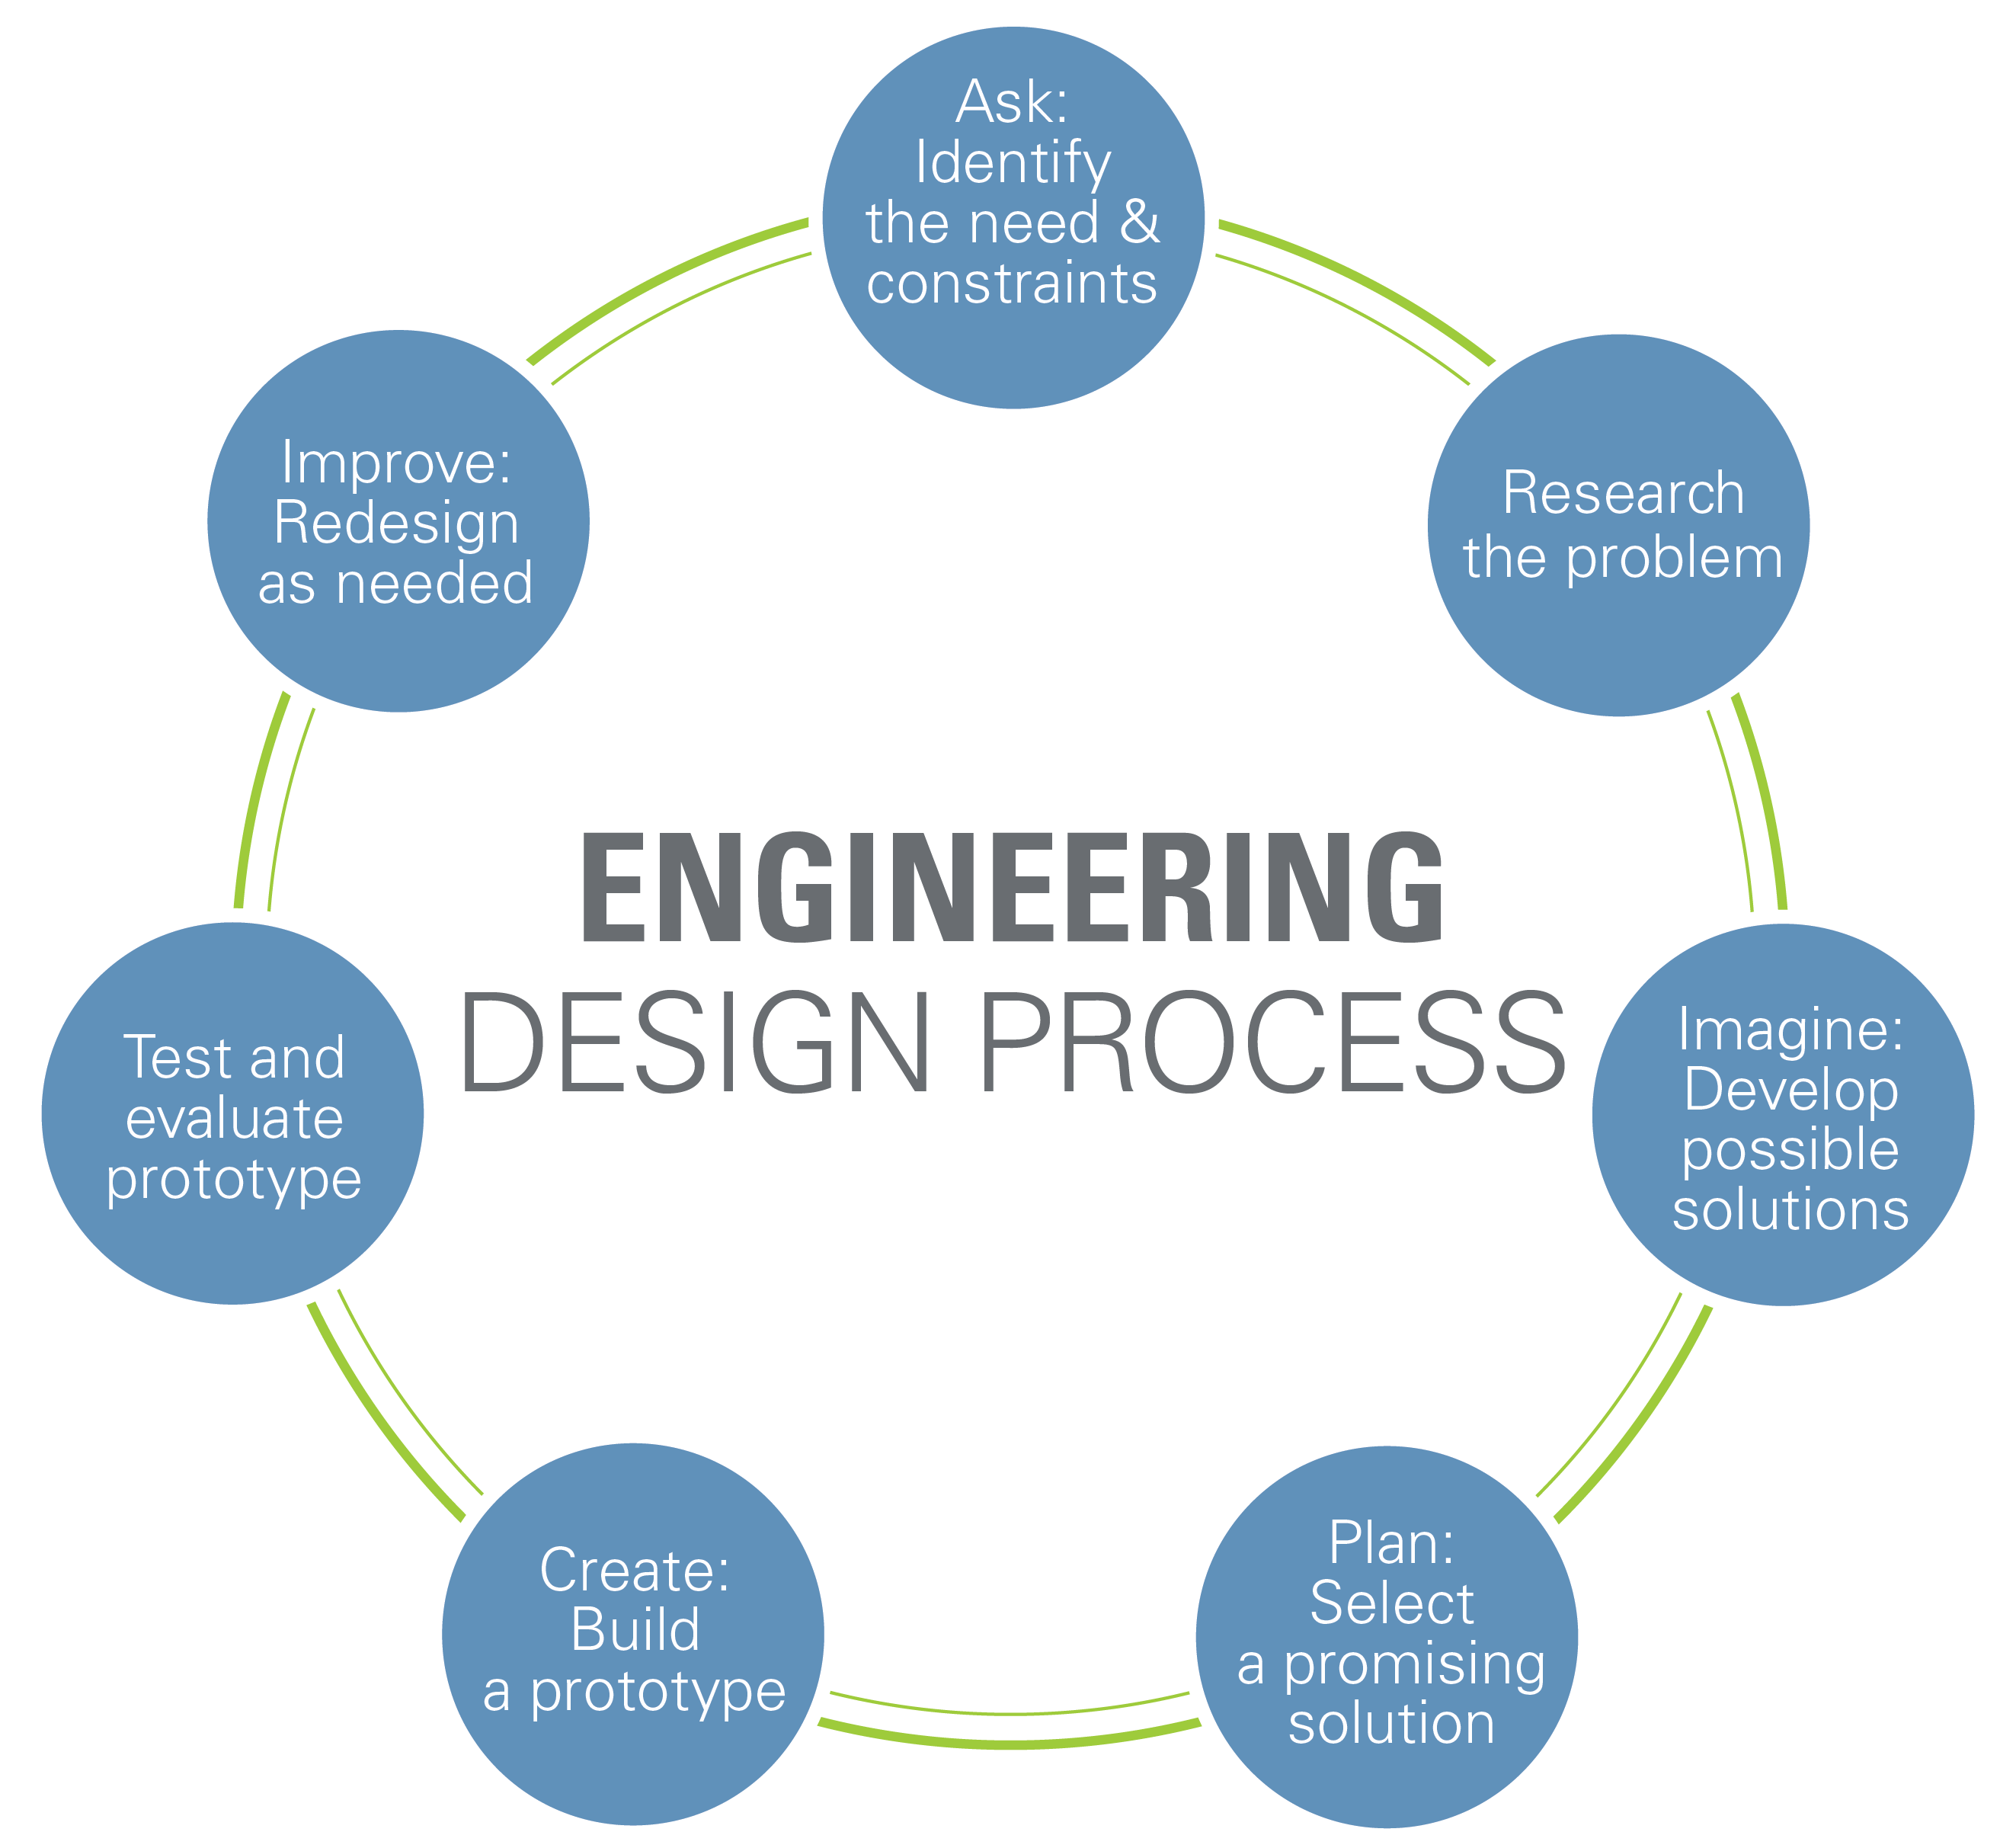 Ask:
Identify
the need &
constraints
Research
the problem
Imagine:
Develop
possible
solutions
Plan:
Select
a promising
solution
Create:
Build
a prototype
Test and
evaluate
prototype
Improve:
Redesign
as needed
ENGINEERING
DESIGN PROCESS